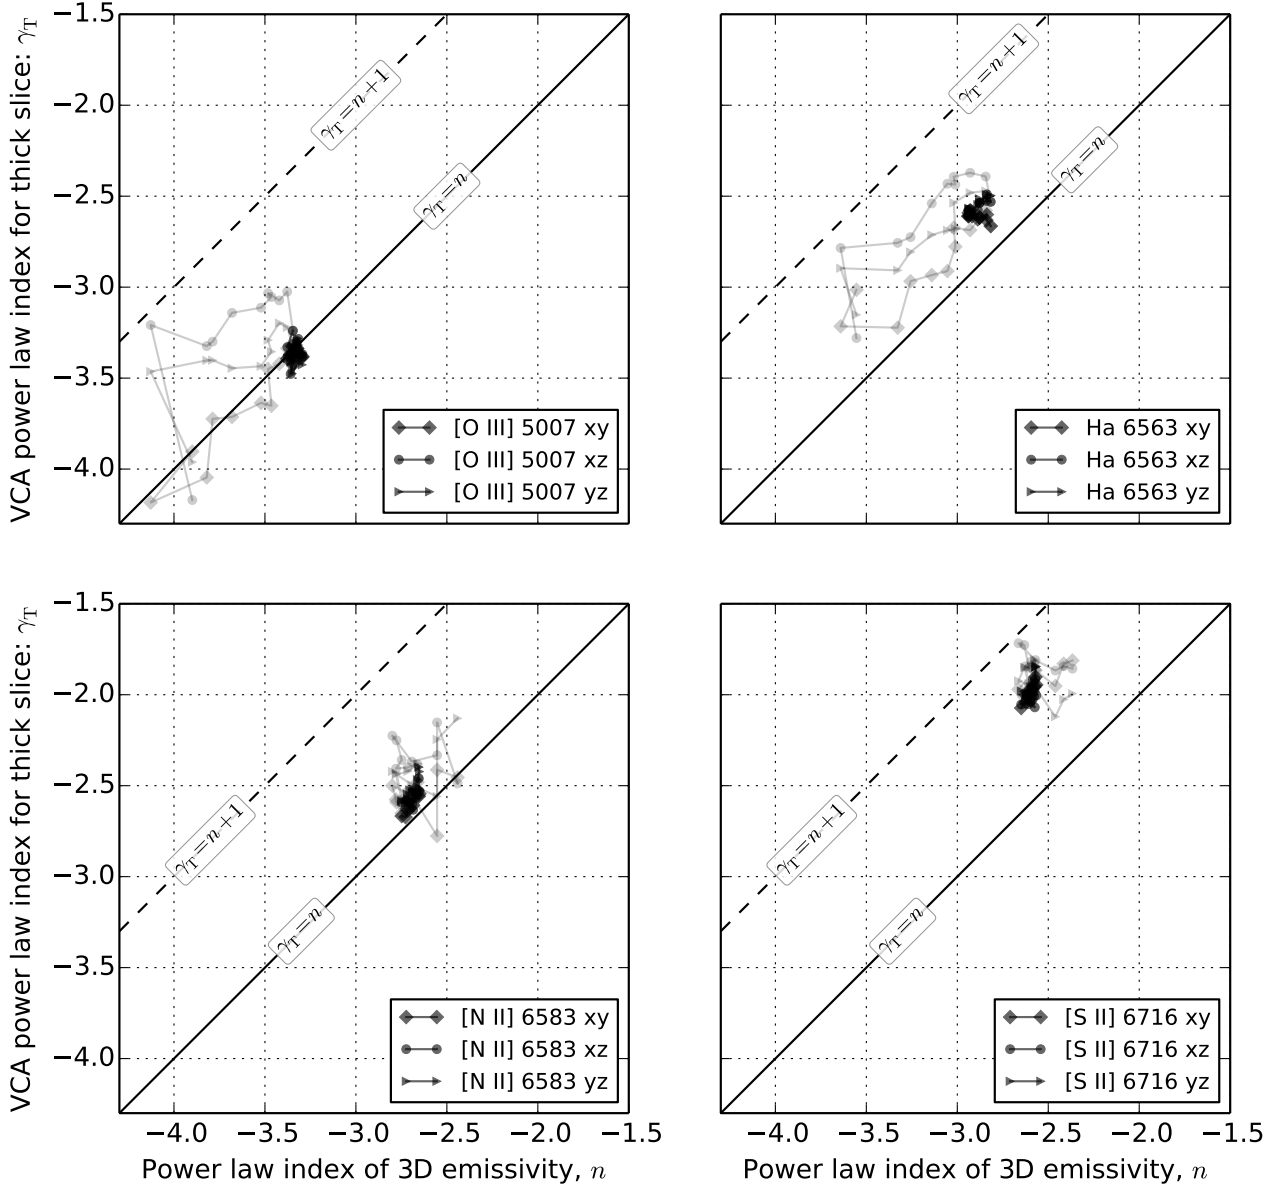 VCA power law index for thick slice: γT
−1.5
−2.0
−2.5
−3.0
−3.5
−4.0
γT=n+1
γT=n
[O III] 5007 xy
[O III] 5007 xz
[O III] 5007 yz
γT=n+1
γT=n
Ha 6563 xy
Ha 6563 xz
Ha 6563 yz
VCA power law index for thick slice: γT
−1.5
−2.0
−2.5
−3.0
−3.5
−4.0
γT=n+1
γT=n
[N II] 6583 xy
[N II] 6583 xz
[N II] 6583 yz
−4.0 −3.5 −3.0 −2.5 −2.0 −1.5
Power law index of 3D emissivity, n
γT=n+1
γT=n
[S II] 6716 xy
[S II] 6716 xz
[S II] 6716 yz
−4.0 −3.5 −3.0 −2.5 −2.0 −1.5
Power law index of 3D emissivity, n